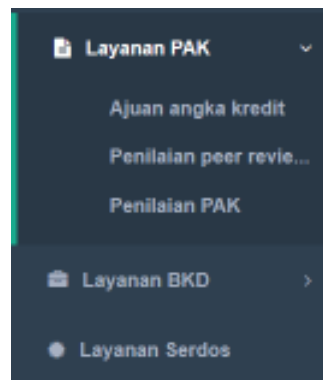 Layanan PAK
Ajuan angka kredit
Penilaian peer revie...
Penilaian PAK
Layanan BKD
Layanan Serdos